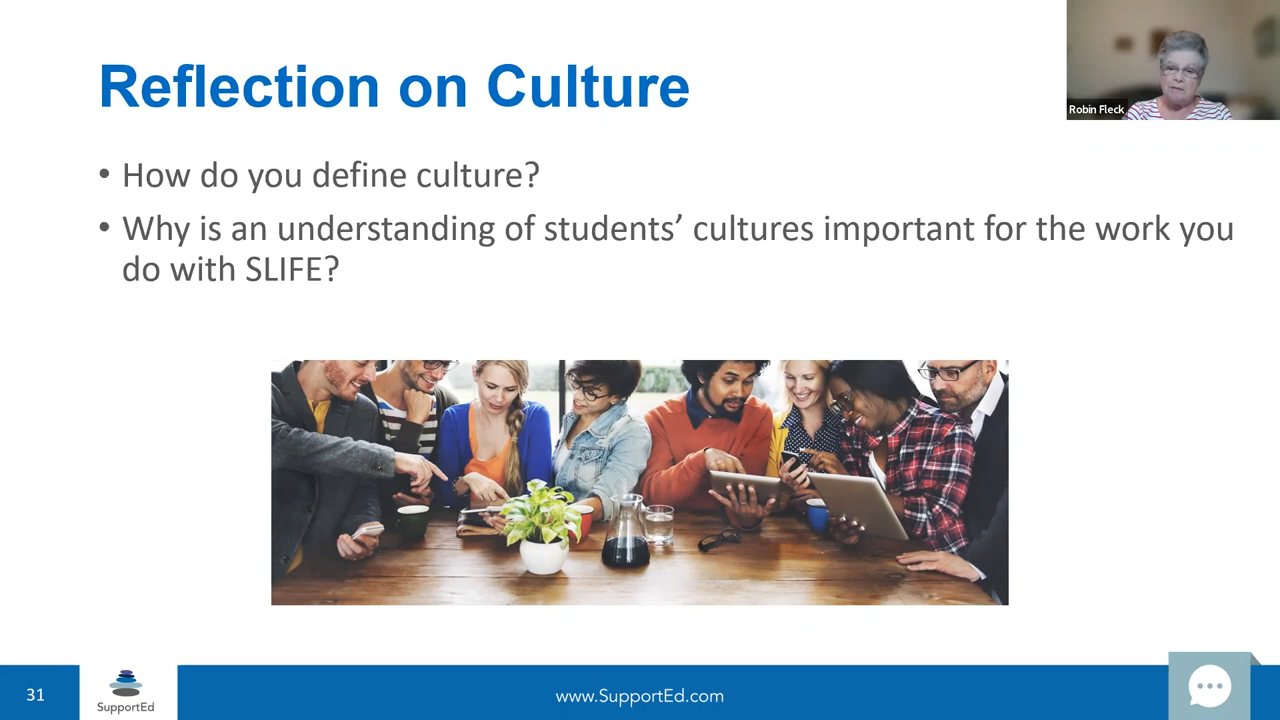 Reflection on Culture
Robin Fleck
• How do you define culture?
• Why is an understanding of students’ cultures important for the work you
do with SLIFE?
31
SupportEd
www.SupportEd.com